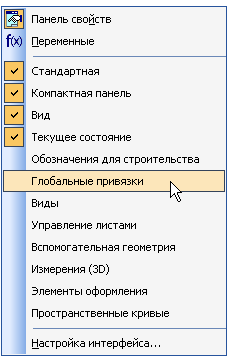 Панель свойств
f(x) Переменные
Стандартная
Компактная панель
Вид
Текущее состояние
Обозначения для строительства
Глобальные привязки
Виды
Управление листами
Вспомогательная геометрия
Измерения (3D)
Элементы оформления
Пространственные кривые
Настройка интерфейса...